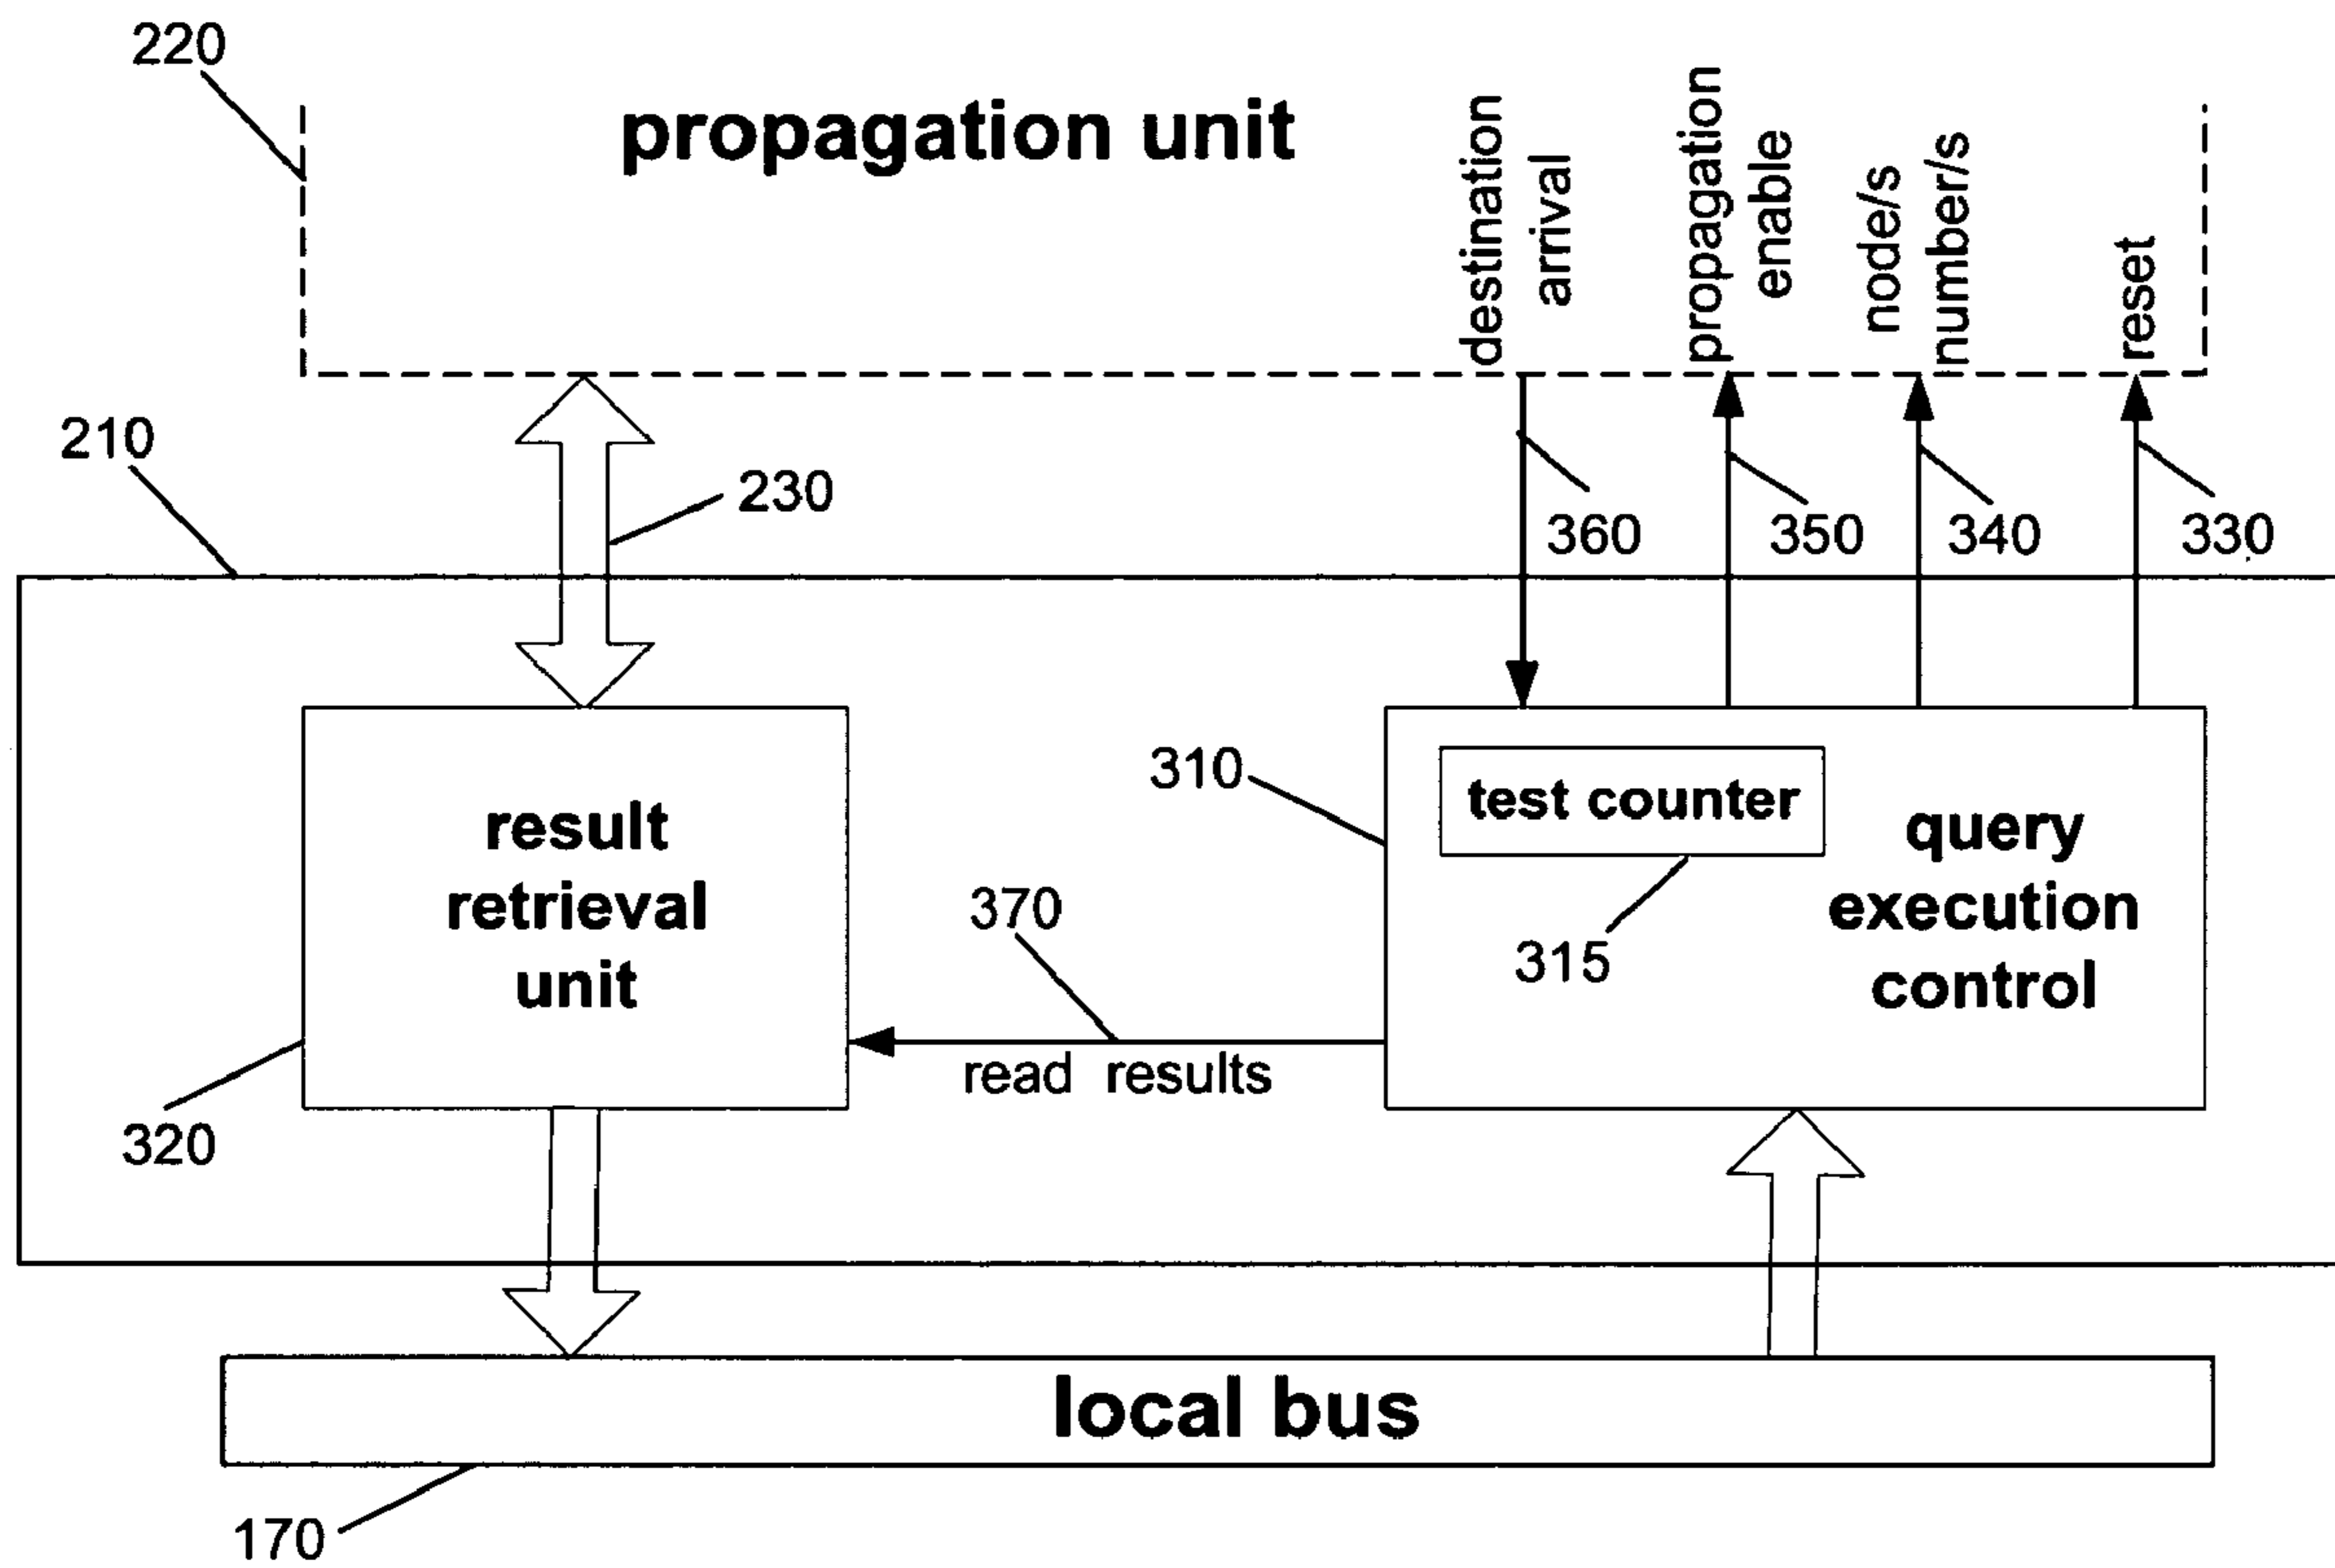 220
propagation unit
destination
arrival
propagation
enable
node/s
number/s
reset
210
230
360
350
340
330
310
test counter
315
query
execution
control
result
retrieval
unit
370
read results
320
local bus
170